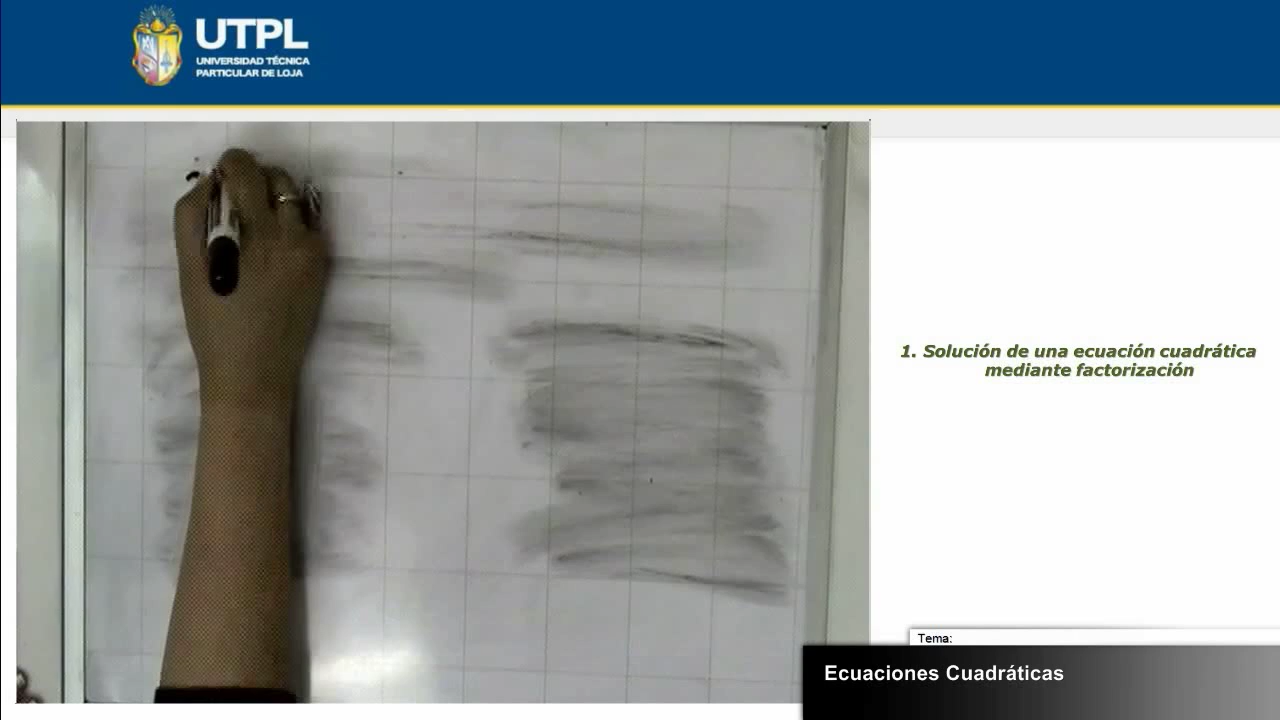 UTPL
UNIVERSIDAD TÉCNICA
PARTICULAR DE LOJA
1. Solución de una ecuación cuadrática
mediante factorización
Tema:
Ecuaciones Cuadráticas